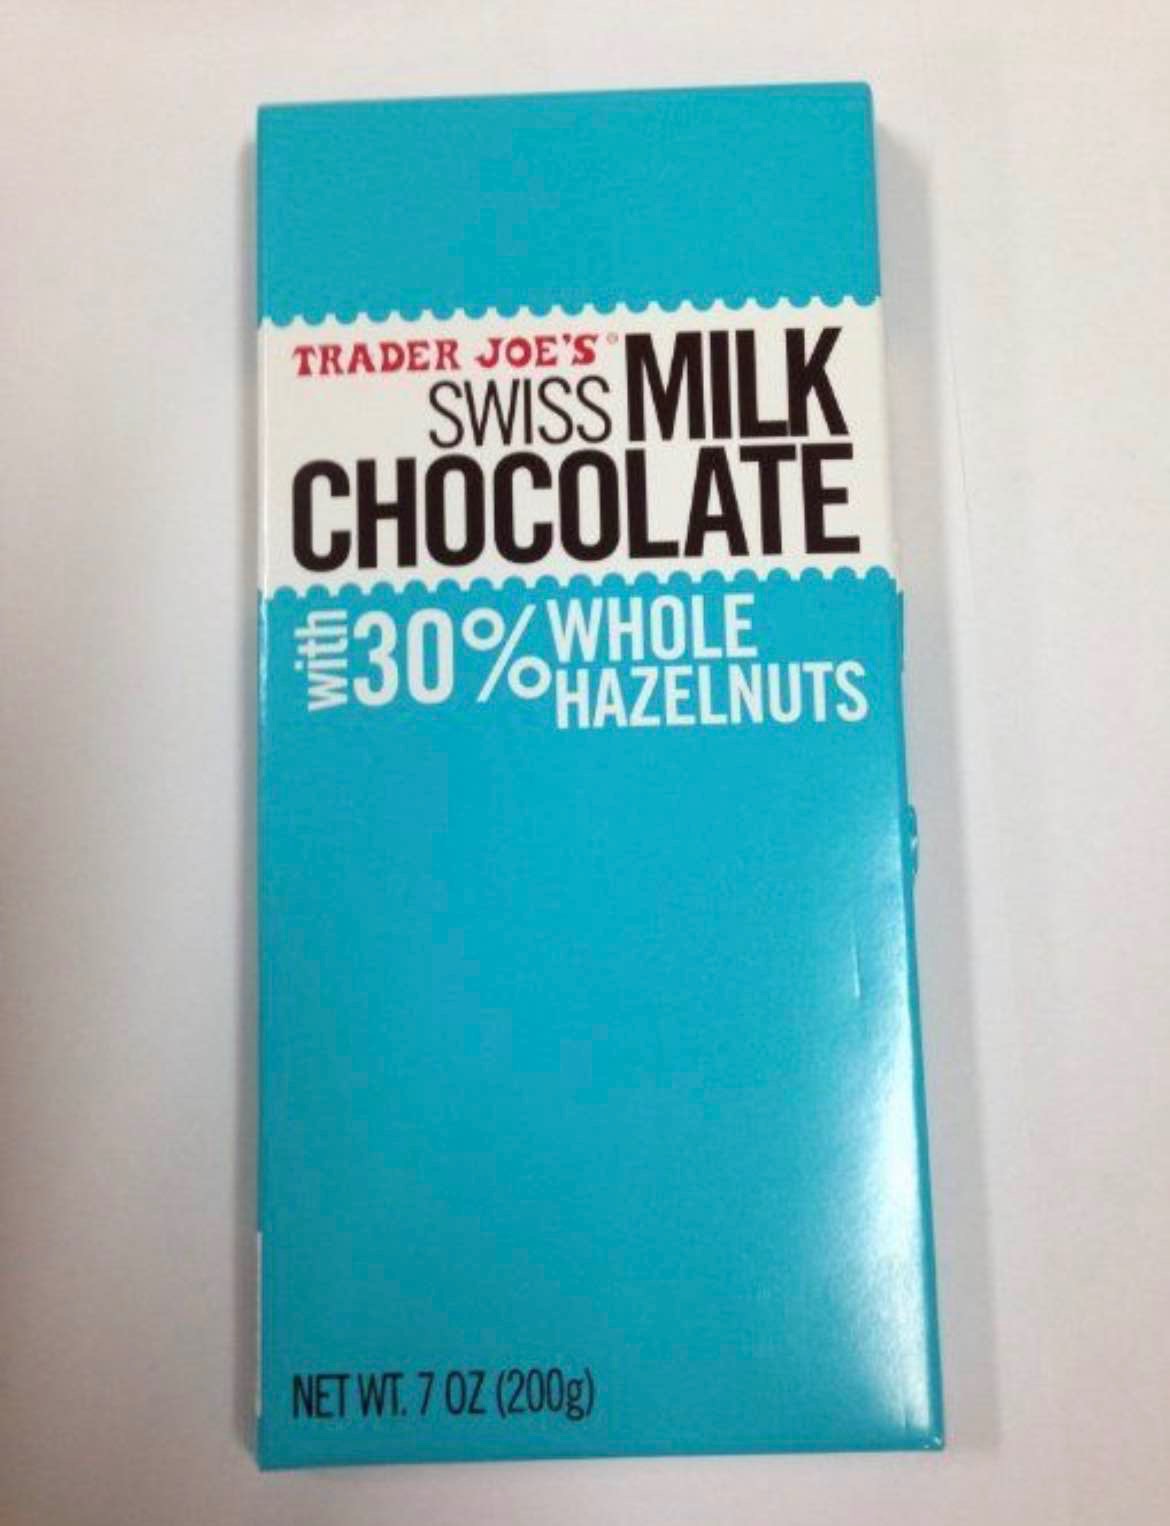 TRADER JOE'S®
SWISS MILK
CHOCOLATE
with 30% WHOLE
HAZELNUTS
NET WT. 7 OZ (200g)